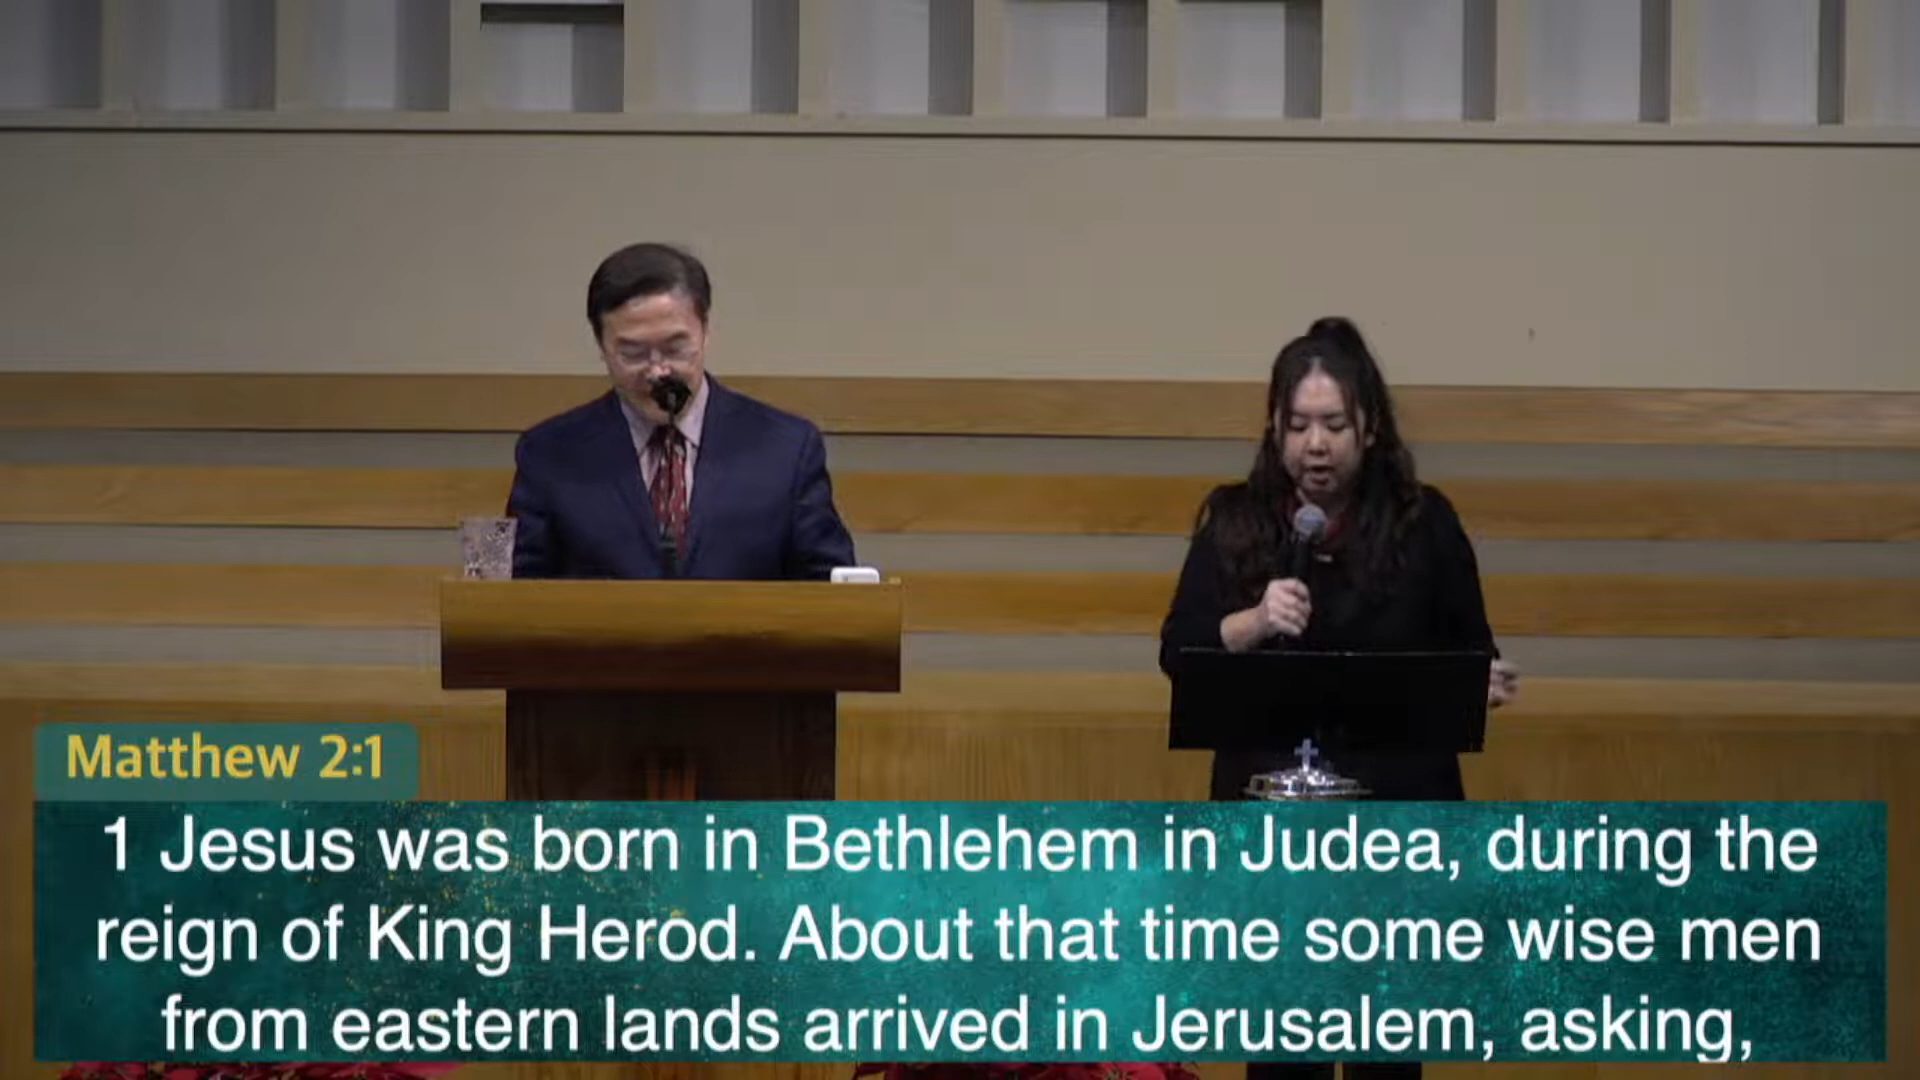 Matthew 2:1
1 Jesus was born in Bethlehem in Judea, during the
reign of King Herod. About that time some wise men
from eastern lands arrived in Jerusalem, asking,